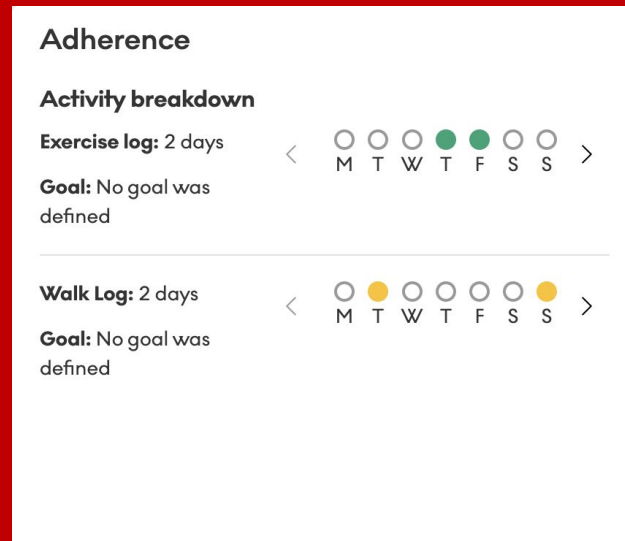 Adherence
Activity breakdown
Exercise log: 2 days
M T W T F S S
Goal: No goal was
defined
Walk Log: 2 days
M T W T F S S
Goal: No goal was
defined